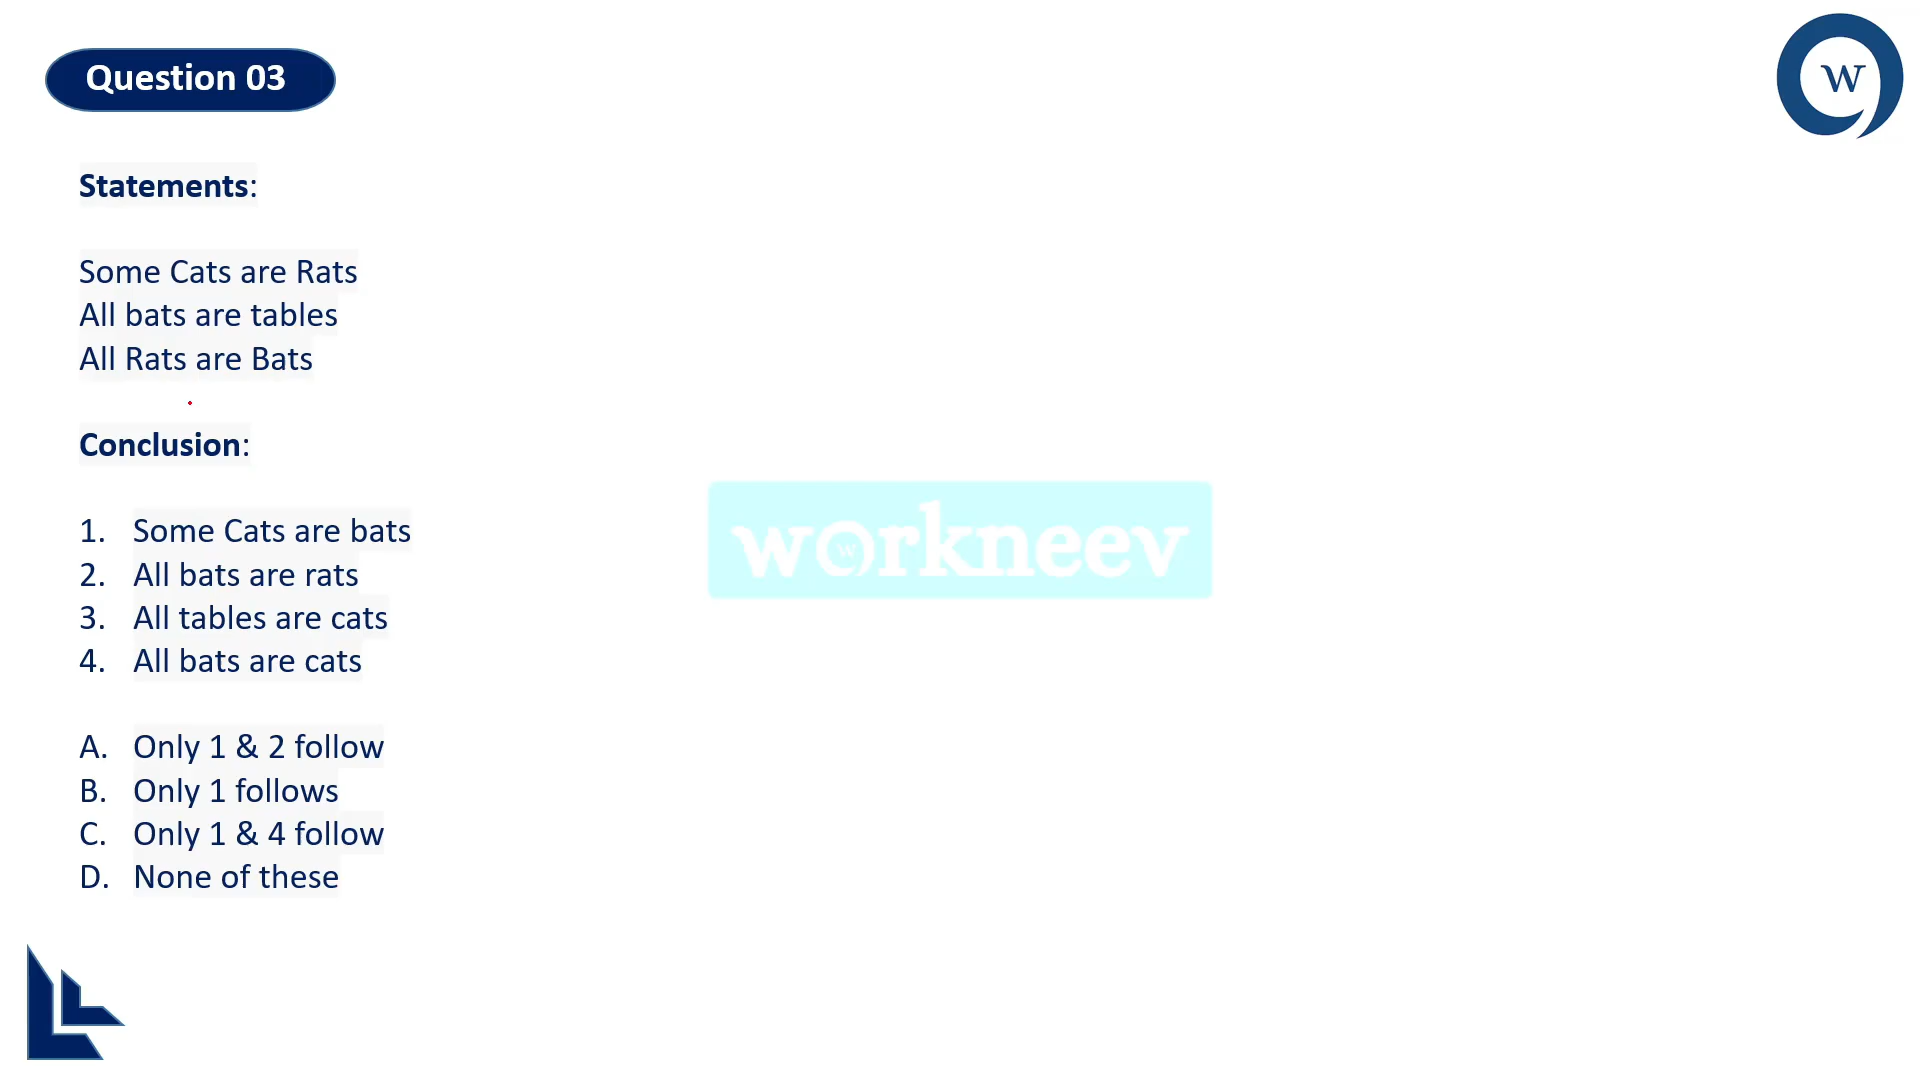 Question 03
W
Statements:
Some Cats are Rats
All bats are tables
All Rats are Bats
Conclusion:
1. Some Cats are bats
2. All bats are rats
3. All tables are cats
4. All bats are cats
workneev
A. Only 1 & 2 follow
B. Only 1 follows
C. Only 1 & 4 follow
D. None of these